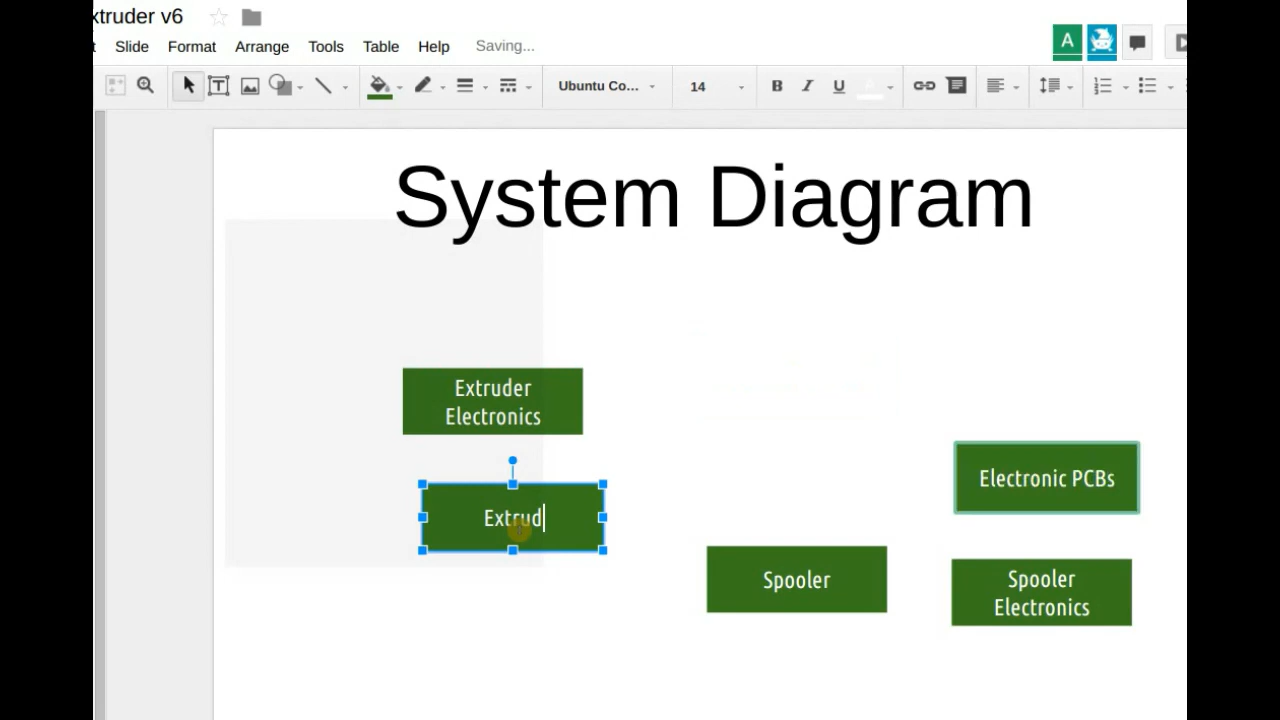 xtruder v6
t Slide Format Arrange Tools Table Help Saving...
A
Ubuntu Co... 14 B I U A
System Diagram
Extruder
Electronics
Extrud
Electronic PCBs
Spooler
Spooler
Electronics